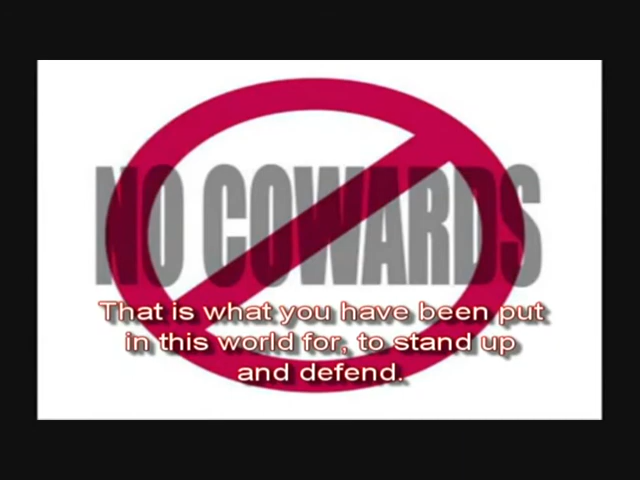 NO COWARDS
That is what you have been put
in this world for, to stand up
and defend.